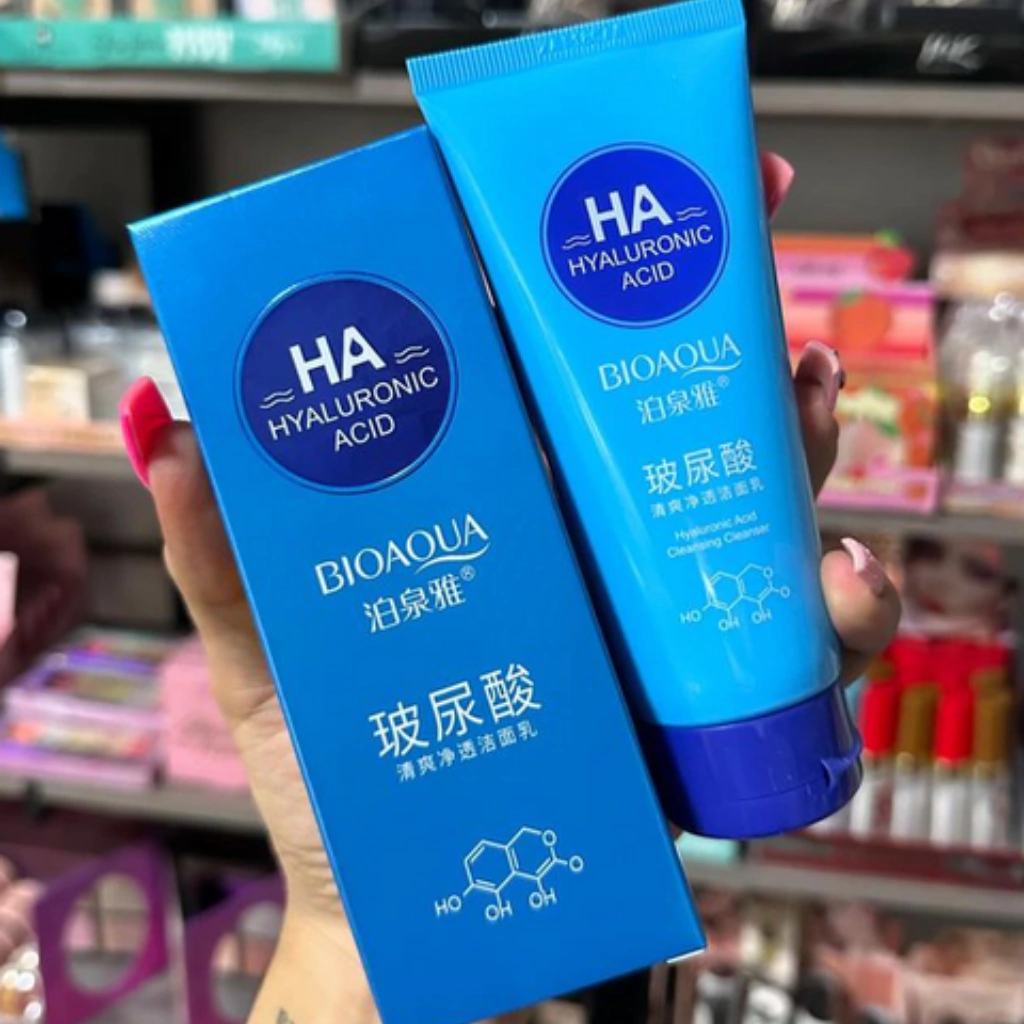 HA
HYALURONIC
ACID
BIOAQUA
泊泉雅®
玻尿酸
清爽净透洁面乳
HO
OH
OH
O
O
HA
HYALURONIC
ACID
BIOAQUA
泊泉雅®
玻尿酸
清爽净透洁面乳
Hyaluronic Acid
Cleansing Cleanser
O
O
HO
OH
OH